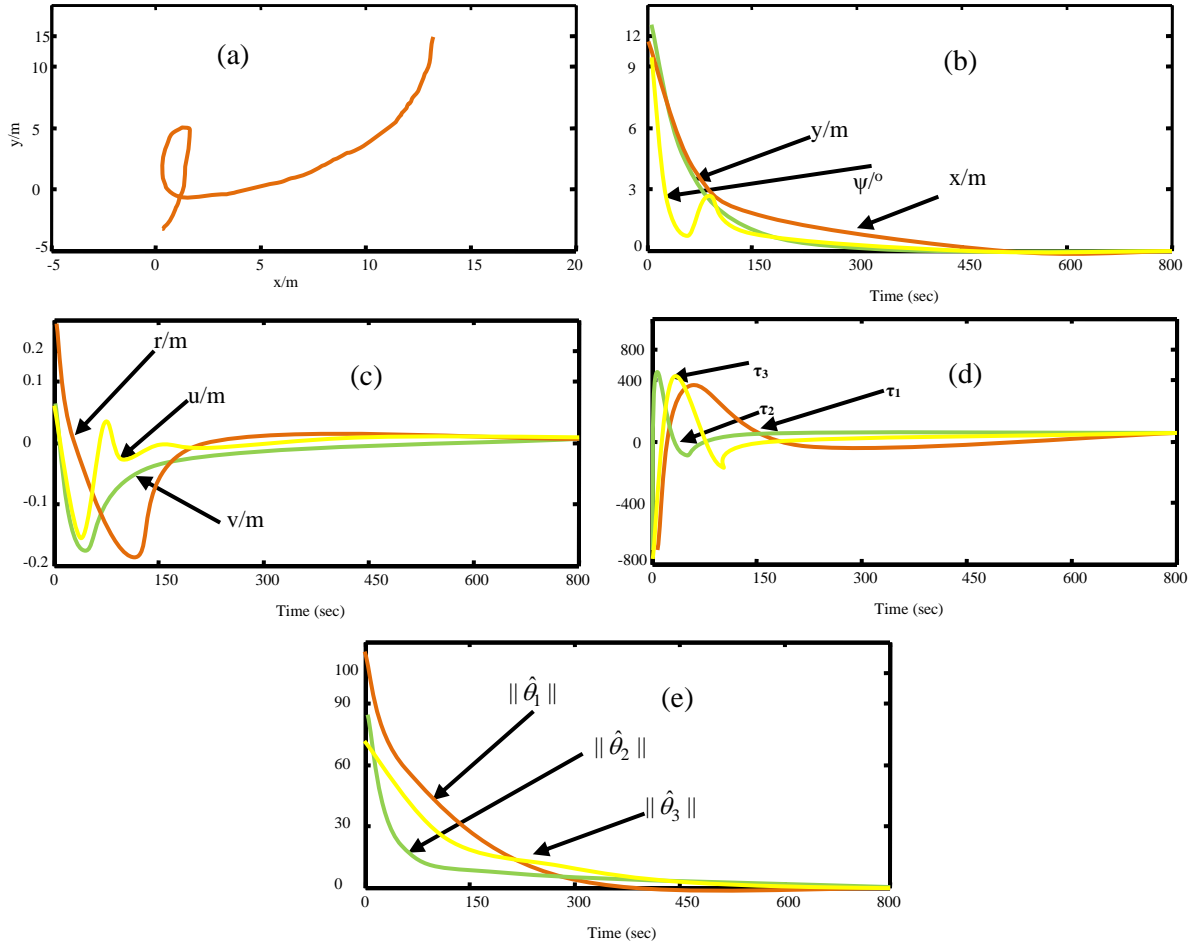 (a)
15
10
5
0
-5
y/m
-5
0
5
10
15
20
x/m
(b)
12
9
6
3
0
y/m
ψ/o
x/m
0
150
300
450
600
800
Time (sec)
(c)
0.2
0.1
0
-0.1
-0.2
r/m
u/m
v/m
0
150
300
450
600
800
Time (sec)
(d)
800
400
0
-400
-800
τ3
τ1
τ2
0
150
300
450
600
800
Time (sec)
(e)
100
90
60
30
0
|| θ̂1 ||
|| θ̂2 ||
|| θ̂3 ||
0
150
300
450
600
800
Time (sec)